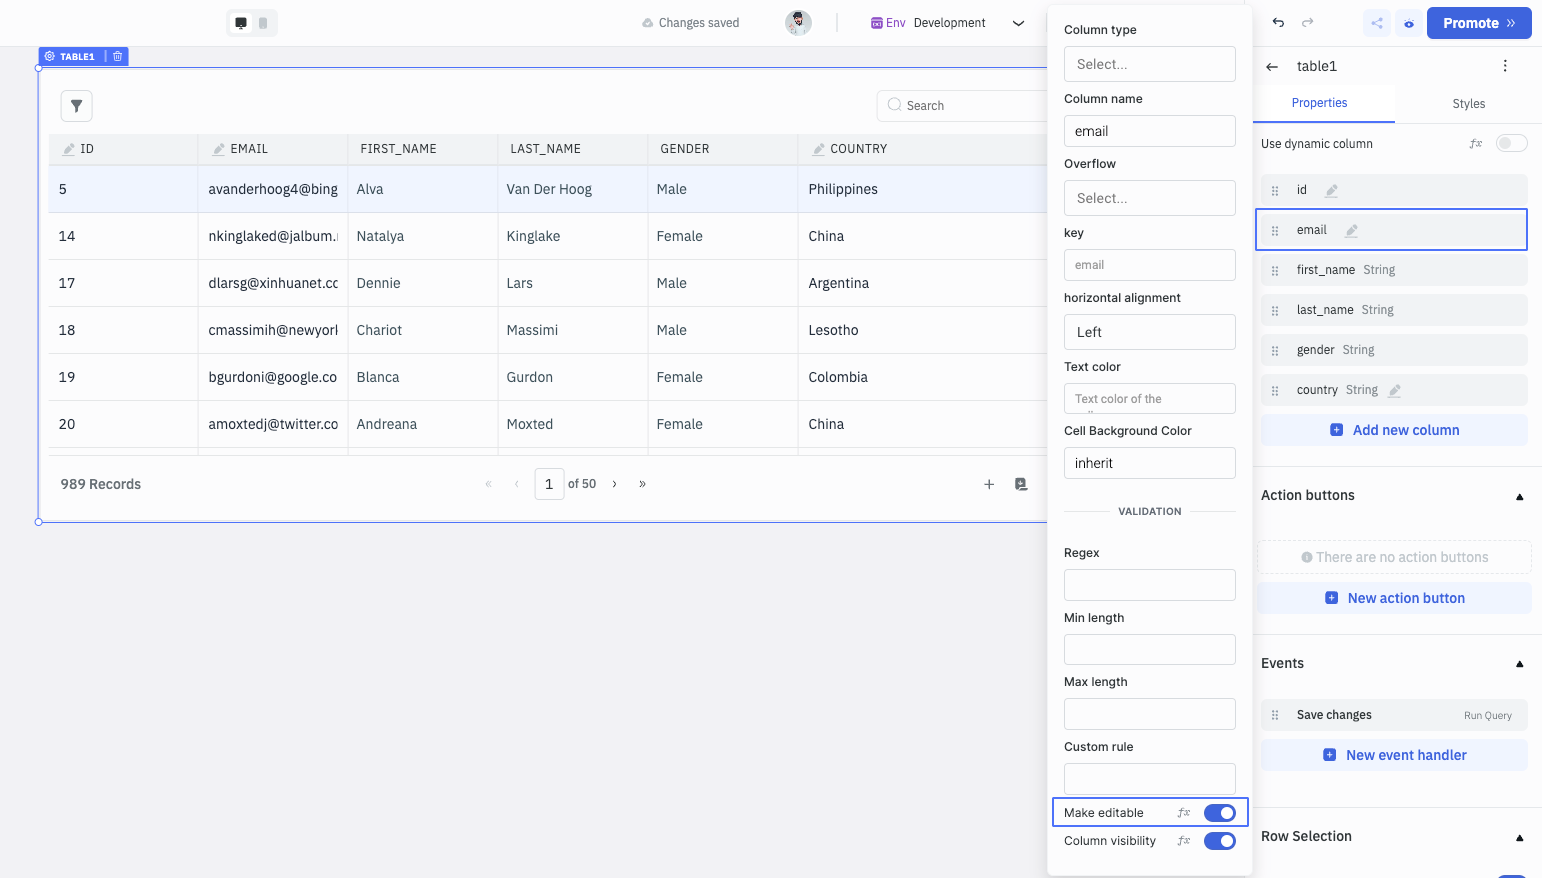 Changes saved
Env Development
Promote »
TABLE1
Search
ID EMAIL FIRST_NAME LAST_NAME GENDER COUNTRY
5 avanderhoog4@bing Alva Van Der Hoog Male Philippines
14 nkinglaked@jalbum. Natalya Kinglake Female China
17 dlarsg@xinhuanet.cc Dennie Lars Male Argentina
18 cmassimih@newyork Chariot Massimi Male Lesotho
19 bgurdoni@google.co Blanca Gurdon Female Colombia
20 amoxtedj@twitter.co Andreana Moxted Female China
989 Records
« ‹ 1 of 50 › »
Column type
Select...
Column name
email
Overflow
Select...
key
email
horizontal alignment
Left
Text color
Text color of the
Cell Background Color
inherit
VALIDATION
Regex
Min length
Max length
Custom rule
Make editable fx
Column visibility fx
table1
Properties Styles
Use dynamic column fx
id
email
first_name String
last_name String
gender String
country String
Add new column
Action buttons
There are no action buttons
New action button
Events
Save changes Run Query
New event handler
Row Selection